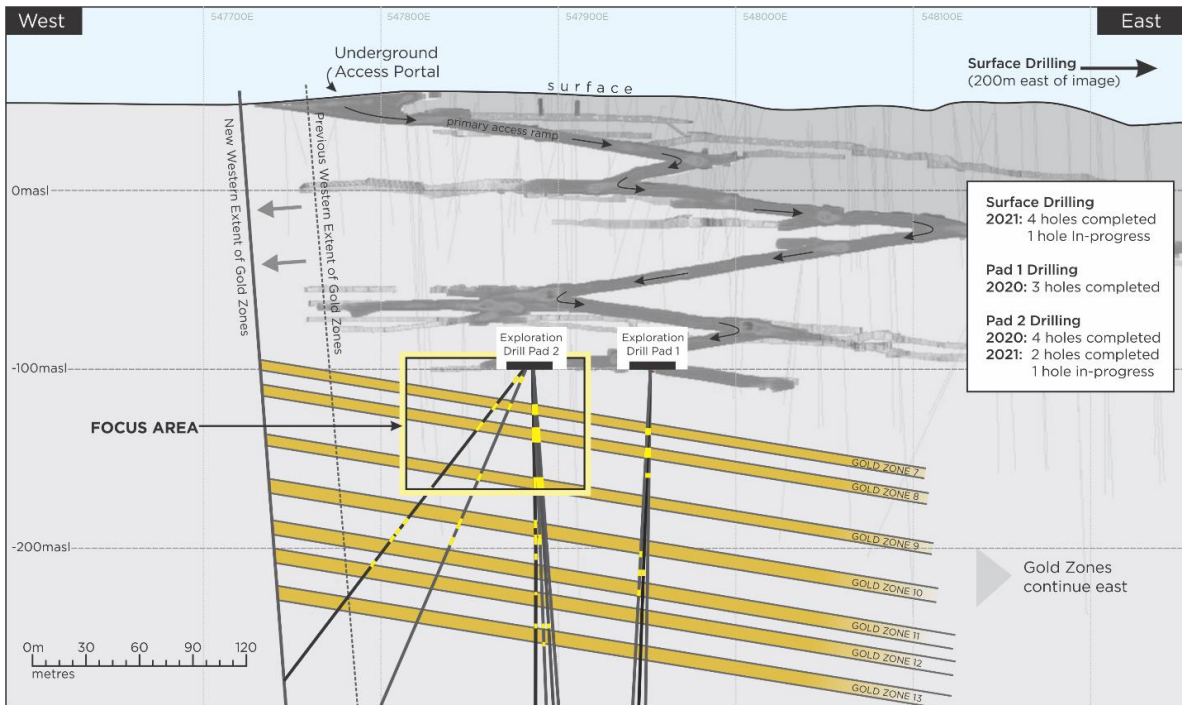 West
547700E
547800E
547900E
548000E
548100E
East
Underground
Access Portal
surface
Surface Drilling
(200m east of image)
primary access ramp
New Western Extent of Gold Zones
Previous Western Extent of Gold Zones
0masl
Surface Drilling
2021: 4 holes completed
1 hole In-progress
Pad 1 Drilling
2020: 3 holes completed
Pad 2 Drilling
2020: 4 holes completed
2021: 2 holes completed
1 hole in-progress
Exploration
Drill Pad 2
Exploration
Drill Pad 1
-100masl
FOCUS AREA
GOLD ZONE 7
GOLD ZONE 8
GOLD ZONE 9
-200masl
Gold Zones
continue east
GOLD ZONE 10
GOLD ZONE 11
GOLD ZONE 12
GOLD ZONE 13
0m 30 60 90 120
metres